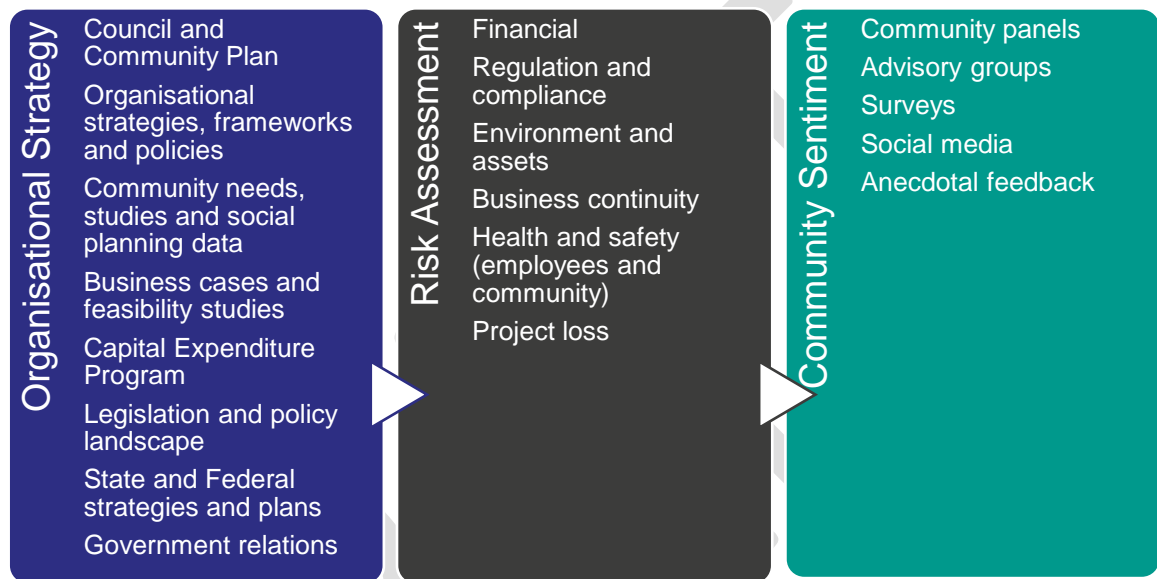 Organisational Strategy
Council and
Community Plan
Organisational
strategies, frameworks
and policies
Community needs,
studies and social
planning data
Business cases and
feasibility studies
Capital Expenditure
Program
Legislation and policy
landscape
State and Federal
strategies and plans
Government relations
Risk Assessment
Financial
Regulation and
compliance
Environment and
assets
Business continuity
Health and safety
(employees and
community)
Project loss
Community Sentiment
Community panels
Advisory groups
Surveys
Social media
Anecdotal feedback